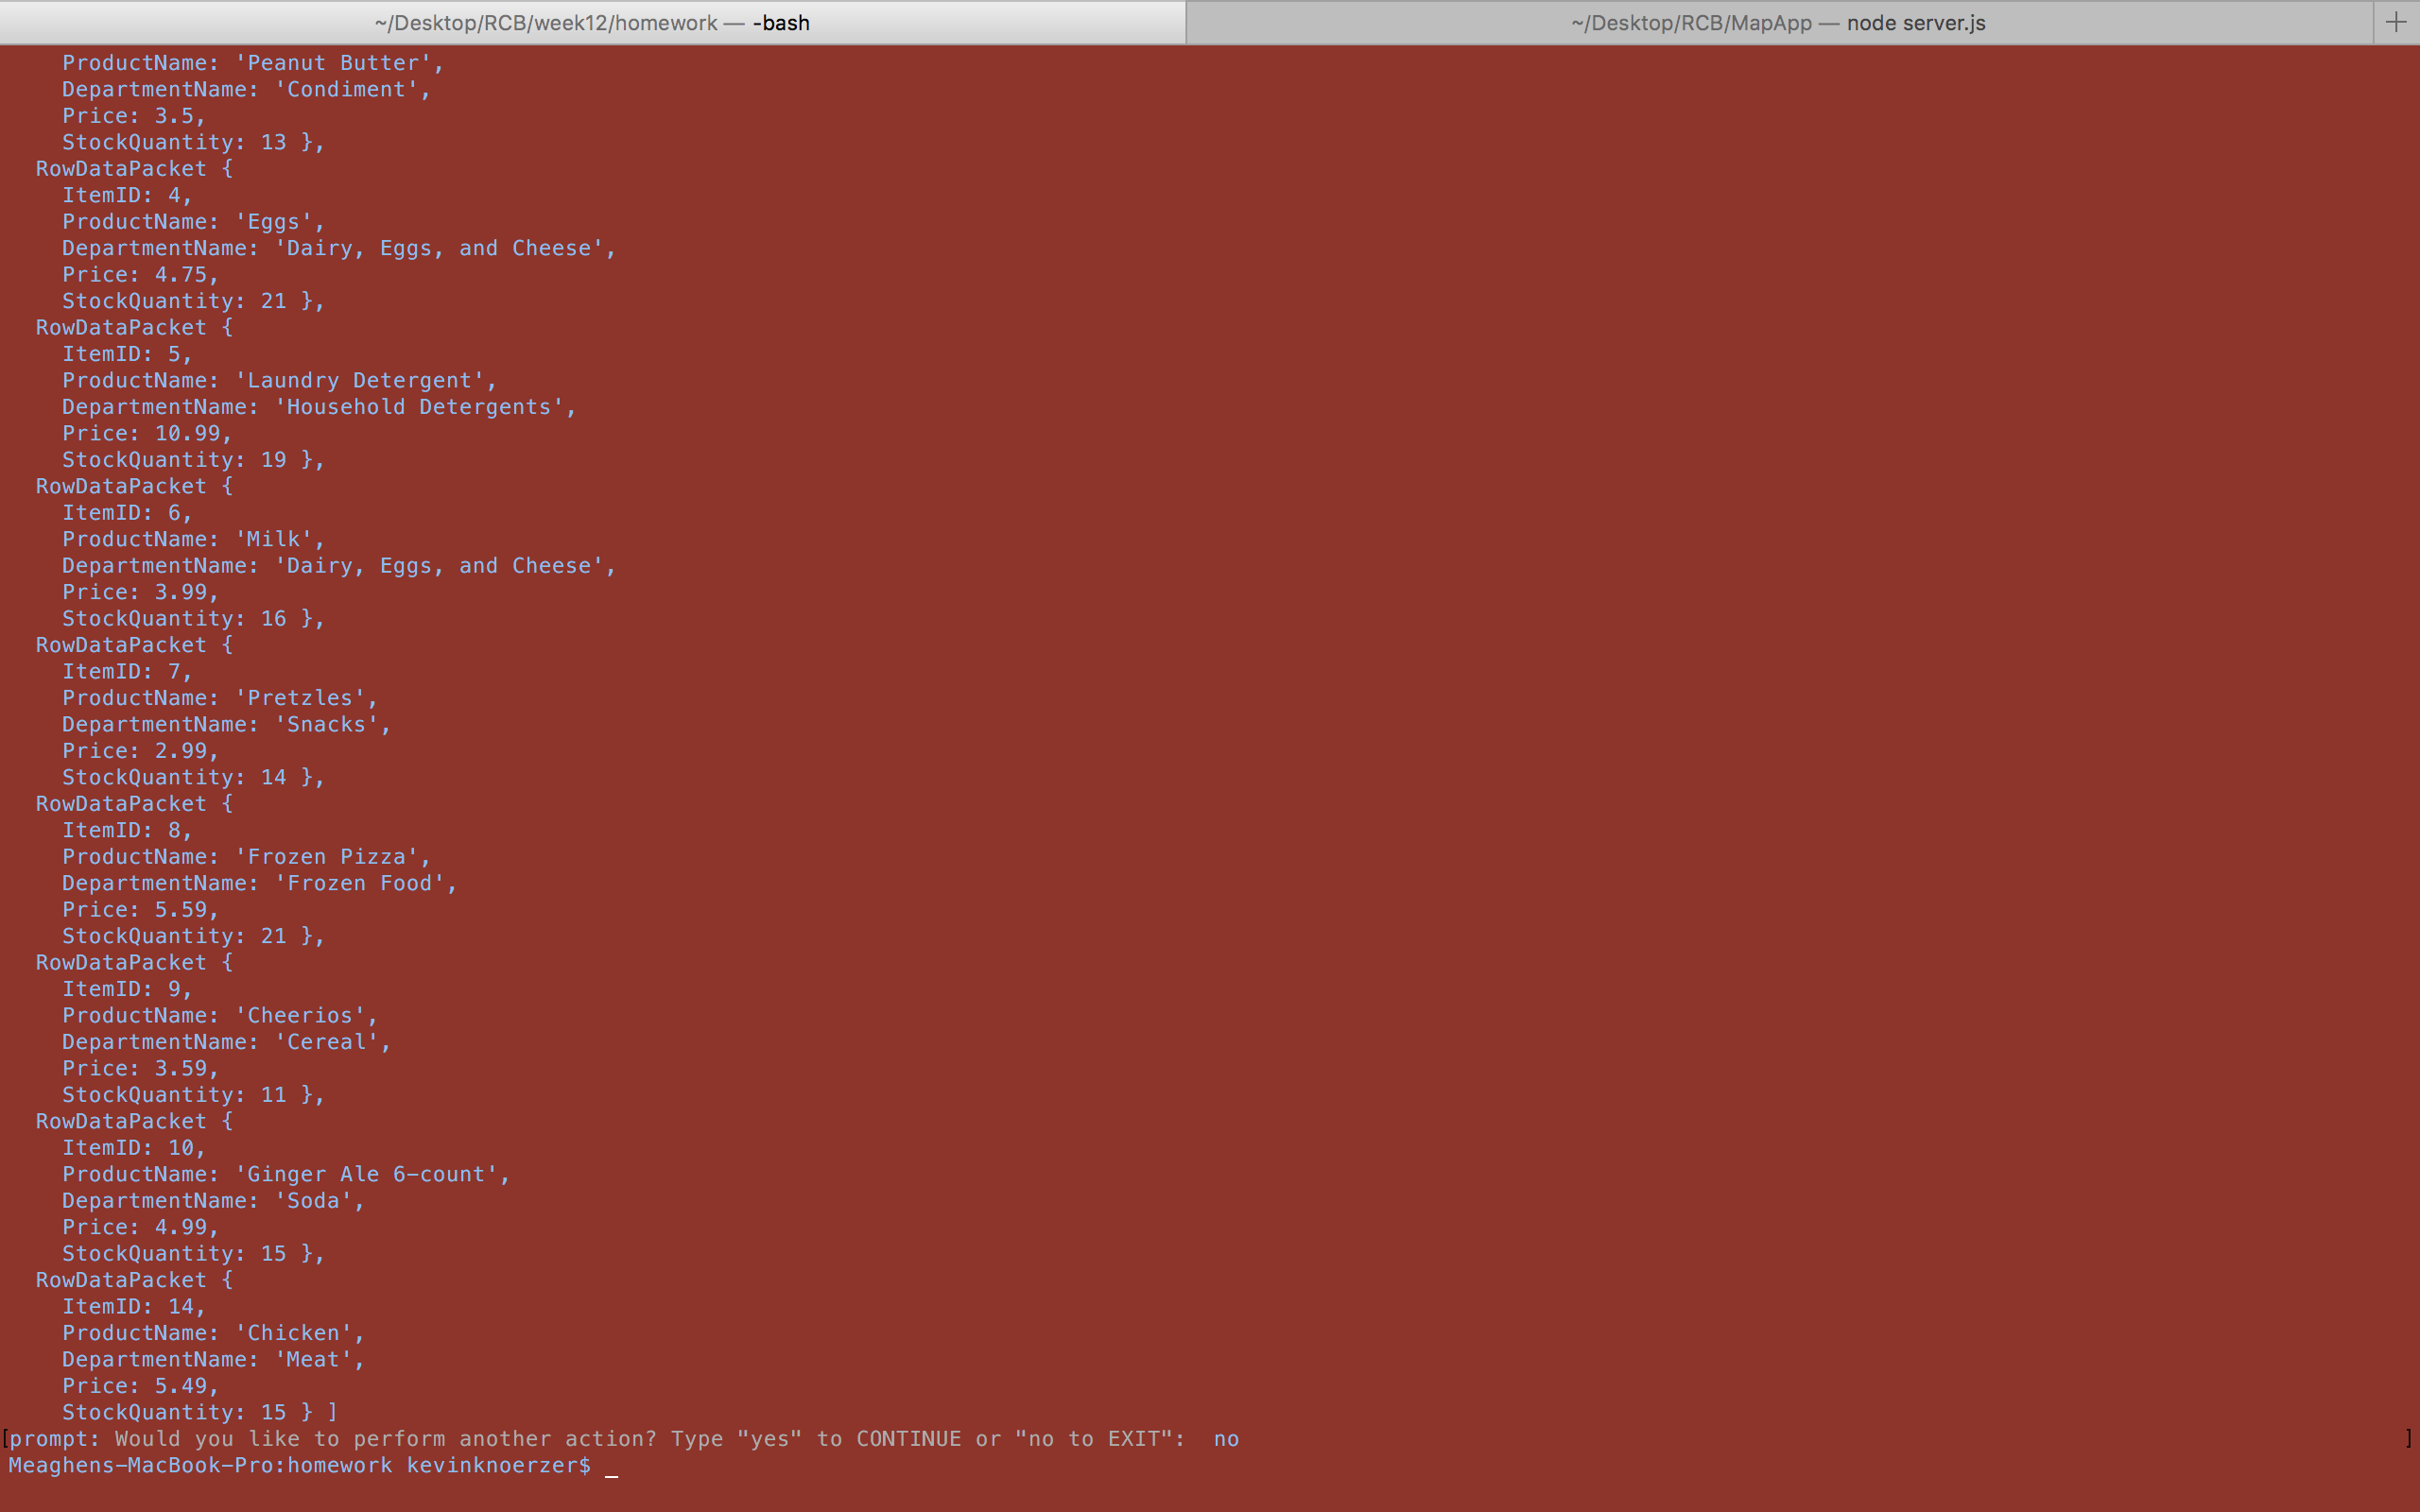 ~/Desktop/RCB/week12/homework — -bash
~/Desktop/RCB/MapApp — node server.js
ProductName: 'Peanut Butter',
DepartmentName: 'Condiment',
Price: 3.5,
StockQuantity: 13 },
RowDataPacket {
ItemID: 4,
ProductName: 'Eggs',
DepartmentName: 'Dairy, Eggs, and Cheese',
Price: 4.75,
StockQuantity: 21 },
RowDataPacket {
ItemID: 5,
ProductName: 'Laundry Detergent',
DepartmentName: 'Household Detergents',
Price: 10.99,
StockQuantity: 19 },
RowDataPacket {
ItemID: 6,
ProductName: 'Milk',
DepartmentName: 'Dairy, Eggs, and Cheese',
Price: 3.99,
StockQuantity: 16 },
RowDataPacket {
ItemID: 7,
ProductName: 'Pretzles',
DepartmentName: 'Snacks',
Price: 2.99,
StockQuantity: 14 },
RowDataPacket {
ItemID: 8,
ProductName: 'Frozen Pizza',
DepartmentName: 'Frozen Food',
Price: 5.59,
StockQuantity: 21 },
RowDataPacket {
ItemID: 9,
ProductName: 'Cheerios',
DepartmentName: 'Cereal',
Price: 3.59,
StockQuantity: 11 },
RowDataPacket {
ItemID: 10,
ProductName: 'Ginger Ale 6-count',
DepartmentName: 'Soda',
Price: 4.99,
StockQuantity: 15 },
RowDataPacket {
ItemID: 14,
ProductName: 'Chicken',
DepartmentName: 'Meat',
Price: 5.49,
StockQuantity: 15 } ]
[prompt: Would you like to perform another action? Type "yes" to CONTINUE or "no to EXIT":  no ]
Meaghens-MacBook-Pro:homework kevinknoerzer$ _